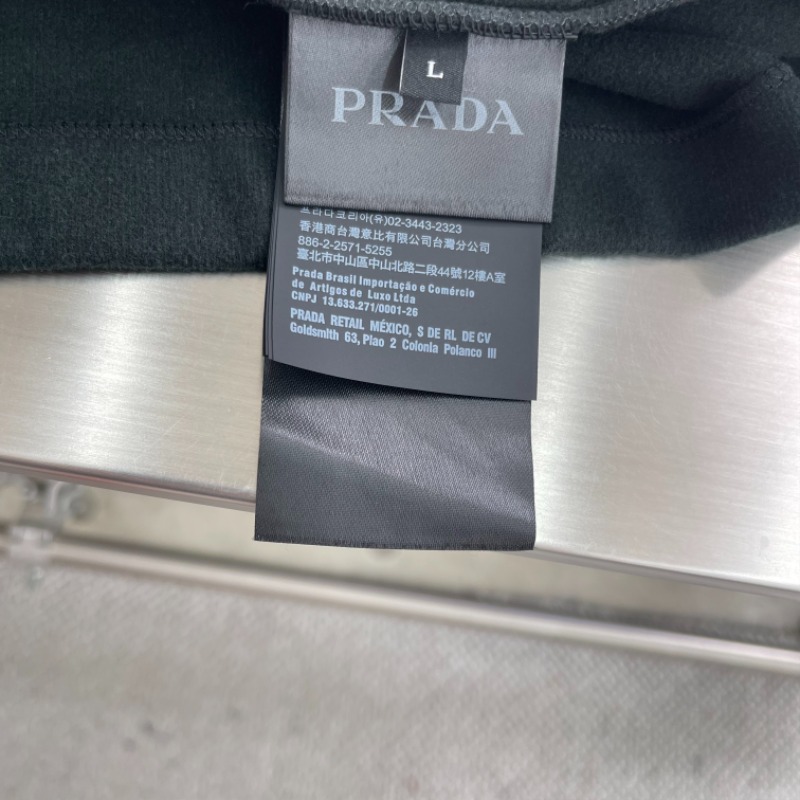 L
PRADA
프라다코리아(유)02-3443-2323
香港商台灣意比有限公司台灣分公司
886-2-2571-5255
臺北市中山區中山北路二段44號12樓A室
Prada Brasil Importação e Comércio
de Artigos de Luxo Ltda
CNPJ 13.633.271/0001-26
PRADA RETAIL MÉXICO, S DE RL DE CV
Goldsmith 63, Plao 2 Colonia Polanco III